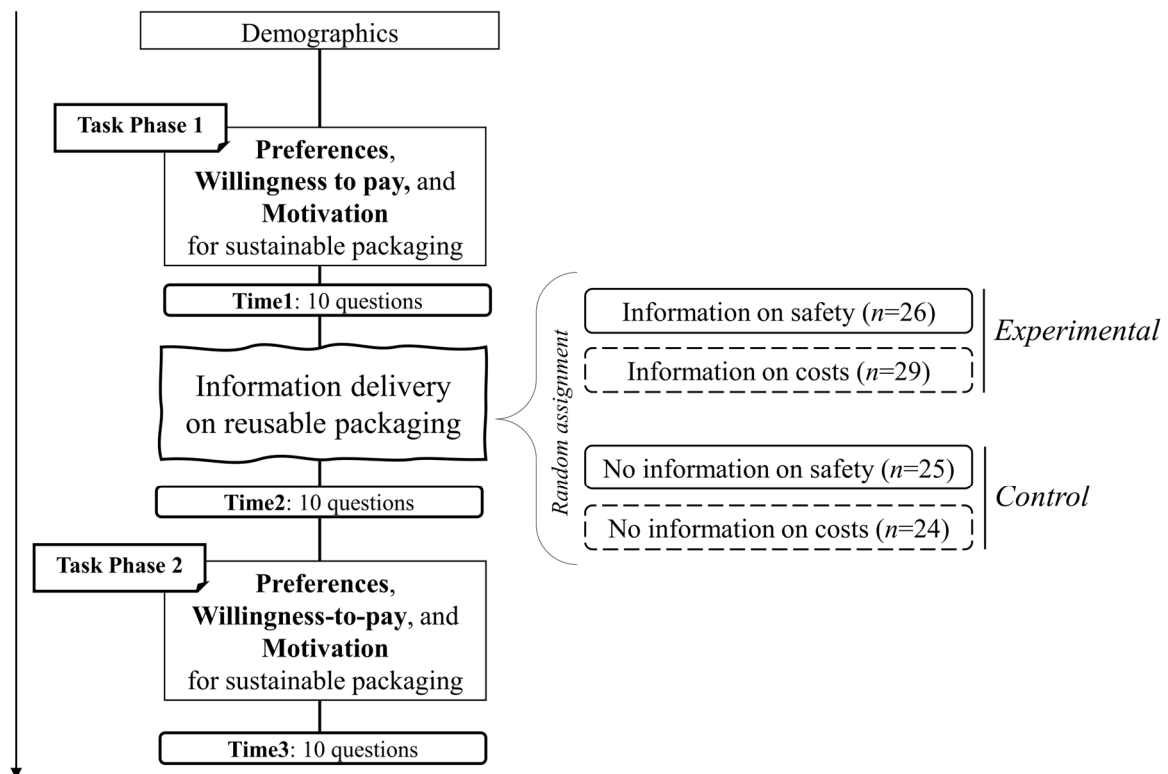 Demographics
Task Phase 1
Preferences,
Willingness to pay, and
Motivation
for sustainable packaging
Time1: 10 questions
Information delivery
on reusable packaging
Random assignment
Information on safety (n=26)
Information on costs (n=29)
Experimental
No information on safety (n=25)
No information on costs (n=24)
Control
Time2: 10 questions
Task Phase 2
Preferences,
Willingness-to-pay, and
Motivation
for sustainable packaging
Time3: 10 questions